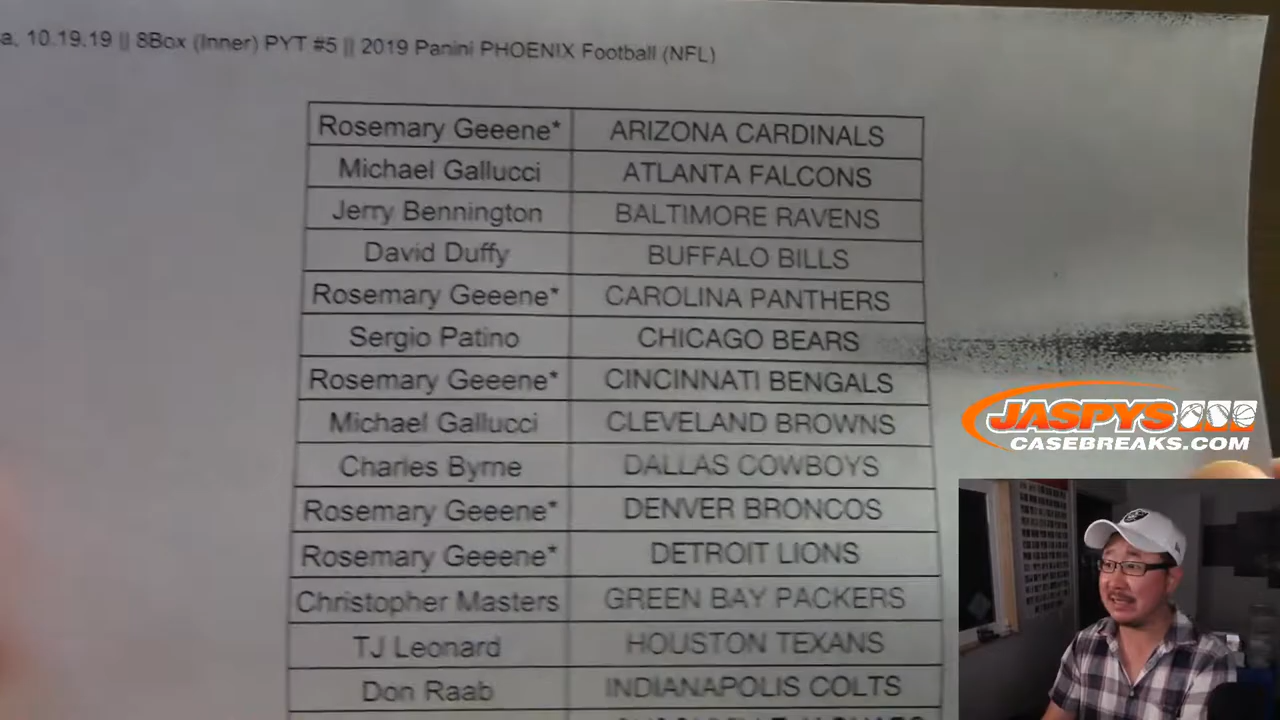 10.19.19 || 8Box (Inner) PYT #5 || 2019 Panini PHOENIX Football (NFL)
Rosemary Geeene* ARIZONA CARDINALS
Michael Gallucci ATLANTA FALCONS
Jerry Bennington BALTIMORE RAVENS
David Duffy BUFFALO BILLS
Rosemary Geeene* CAROLINA PANTHERS
Sergio Patino CHICAGO BEARS
Rosemary Geeene* CINCINNATI BENGALS
Michael Gallucci CLEVELAND BROWNS
Charles Byrne DALLAS COWBOYS
Rosemary Geeene* DENVER BRONCOS
Rosemary Geeene* DETROIT LIONS
Christopher Masters GREEN BAY PACKERS
TJ Leonard HOUSTON TEXANS
Don Raab INDIANAPOLIS COLTS
JASPYS
CASEBREAKS.COM